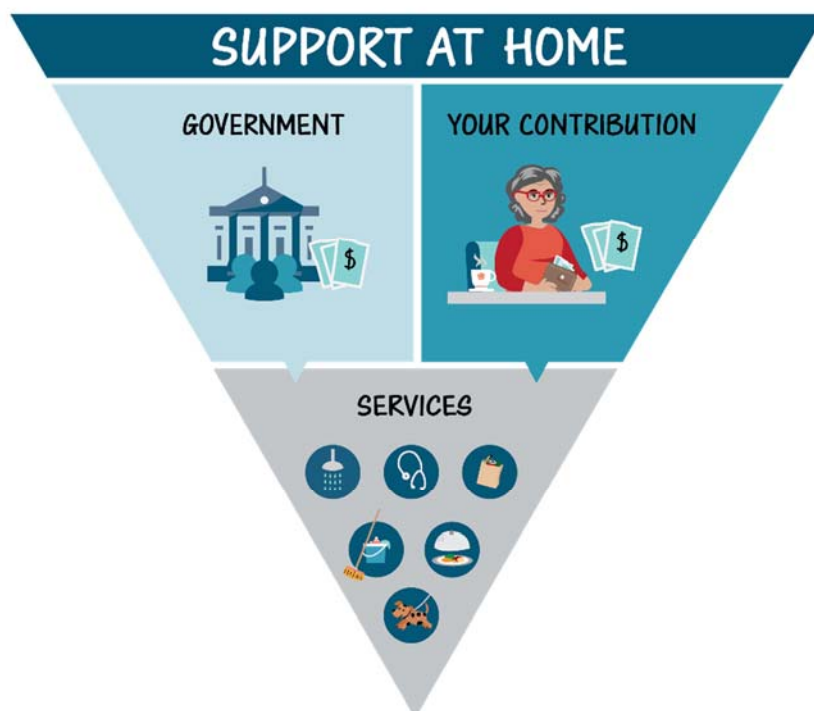 SUPPORT AT HOME
GOVERNMENT
YOUR CONTRIBUTION
$
$
SERVICES